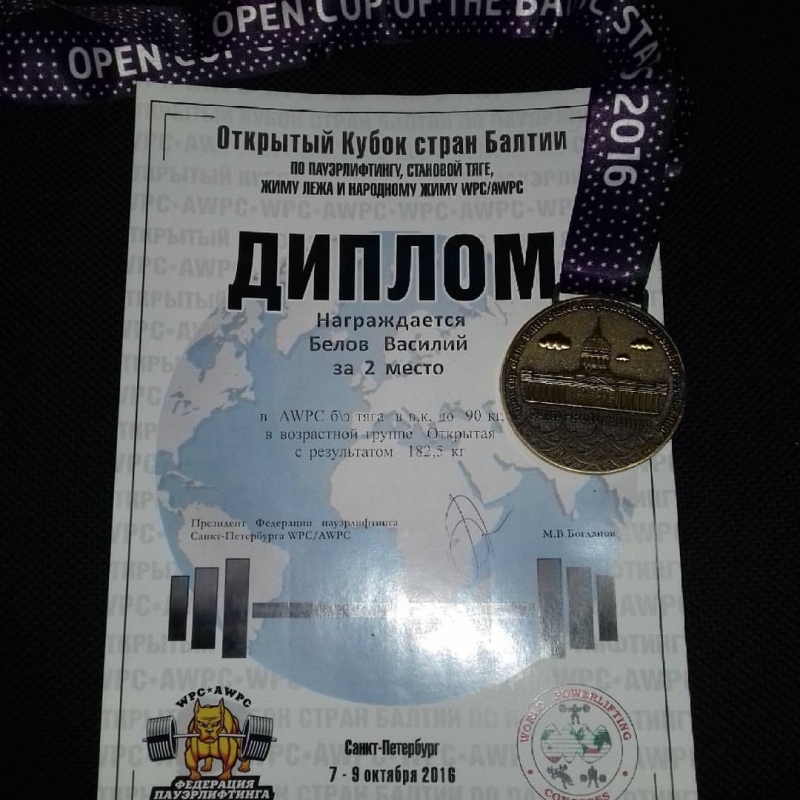 OPEN CUP OPEN CUP OF THE BA
STATES 2016
Открытый Кубок стран Балтии
ПО ПАУЭРЛИФТИНГУ, СТАНОВОЙ ТЯГЕ,
ЖИМУ ЛЕЖА И НАРОДНОМУ ЖИМУ WPC/AWPC
ДИПЛОМ
Награждается
Белов Василий
за 2 место
в AWPC б\э тяга в в.к. до 90 кг.
в возрастной группе Открытая
с результатом 182,5 кг
Президент Федерации пауэрлифтинга
Санкт-Петербурга WPC/AWPC
М.В.Богданов
WPC★AWPC
ФЕДЕРАЦИЯ
ПАУЭРЛИФТИНГА
Санкт-Петербург
7 - 9 октября 2016
WORLD POWERLIFTING
CONGRESS